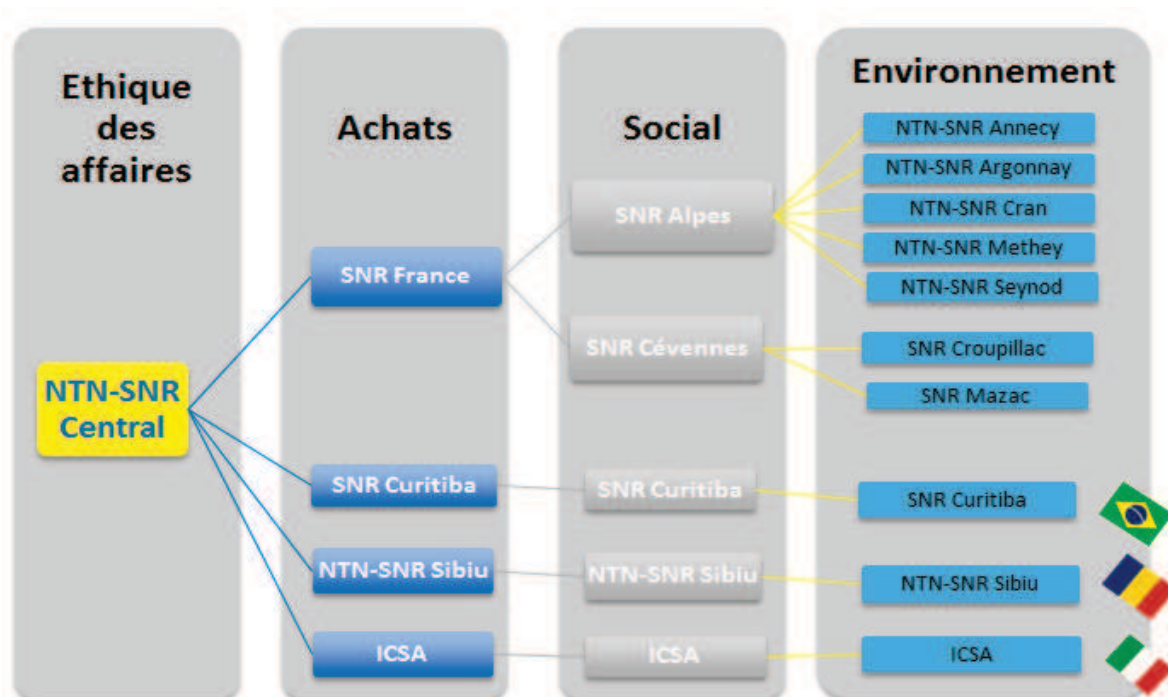 Ethique
des
affaires
NTN-SNR
Central
Achats
SNR France
SNR Curitiba
NTN-SNR Sibiu
ICSA
Social
SNR Alpes
SNR Cévennes
SNR Curitiba
NTN-SNR Sibiu
ICSA
Environnement
NTN-SNR Annecy
NTN-SNR Argonnay
NTN-SNR Cran
NTN-SNR Methey
NTN-SNR Seynod
SNR Croupillac
SNR Mazac
SNR Curitiba
NTN-SNR Sibiu
ICSA